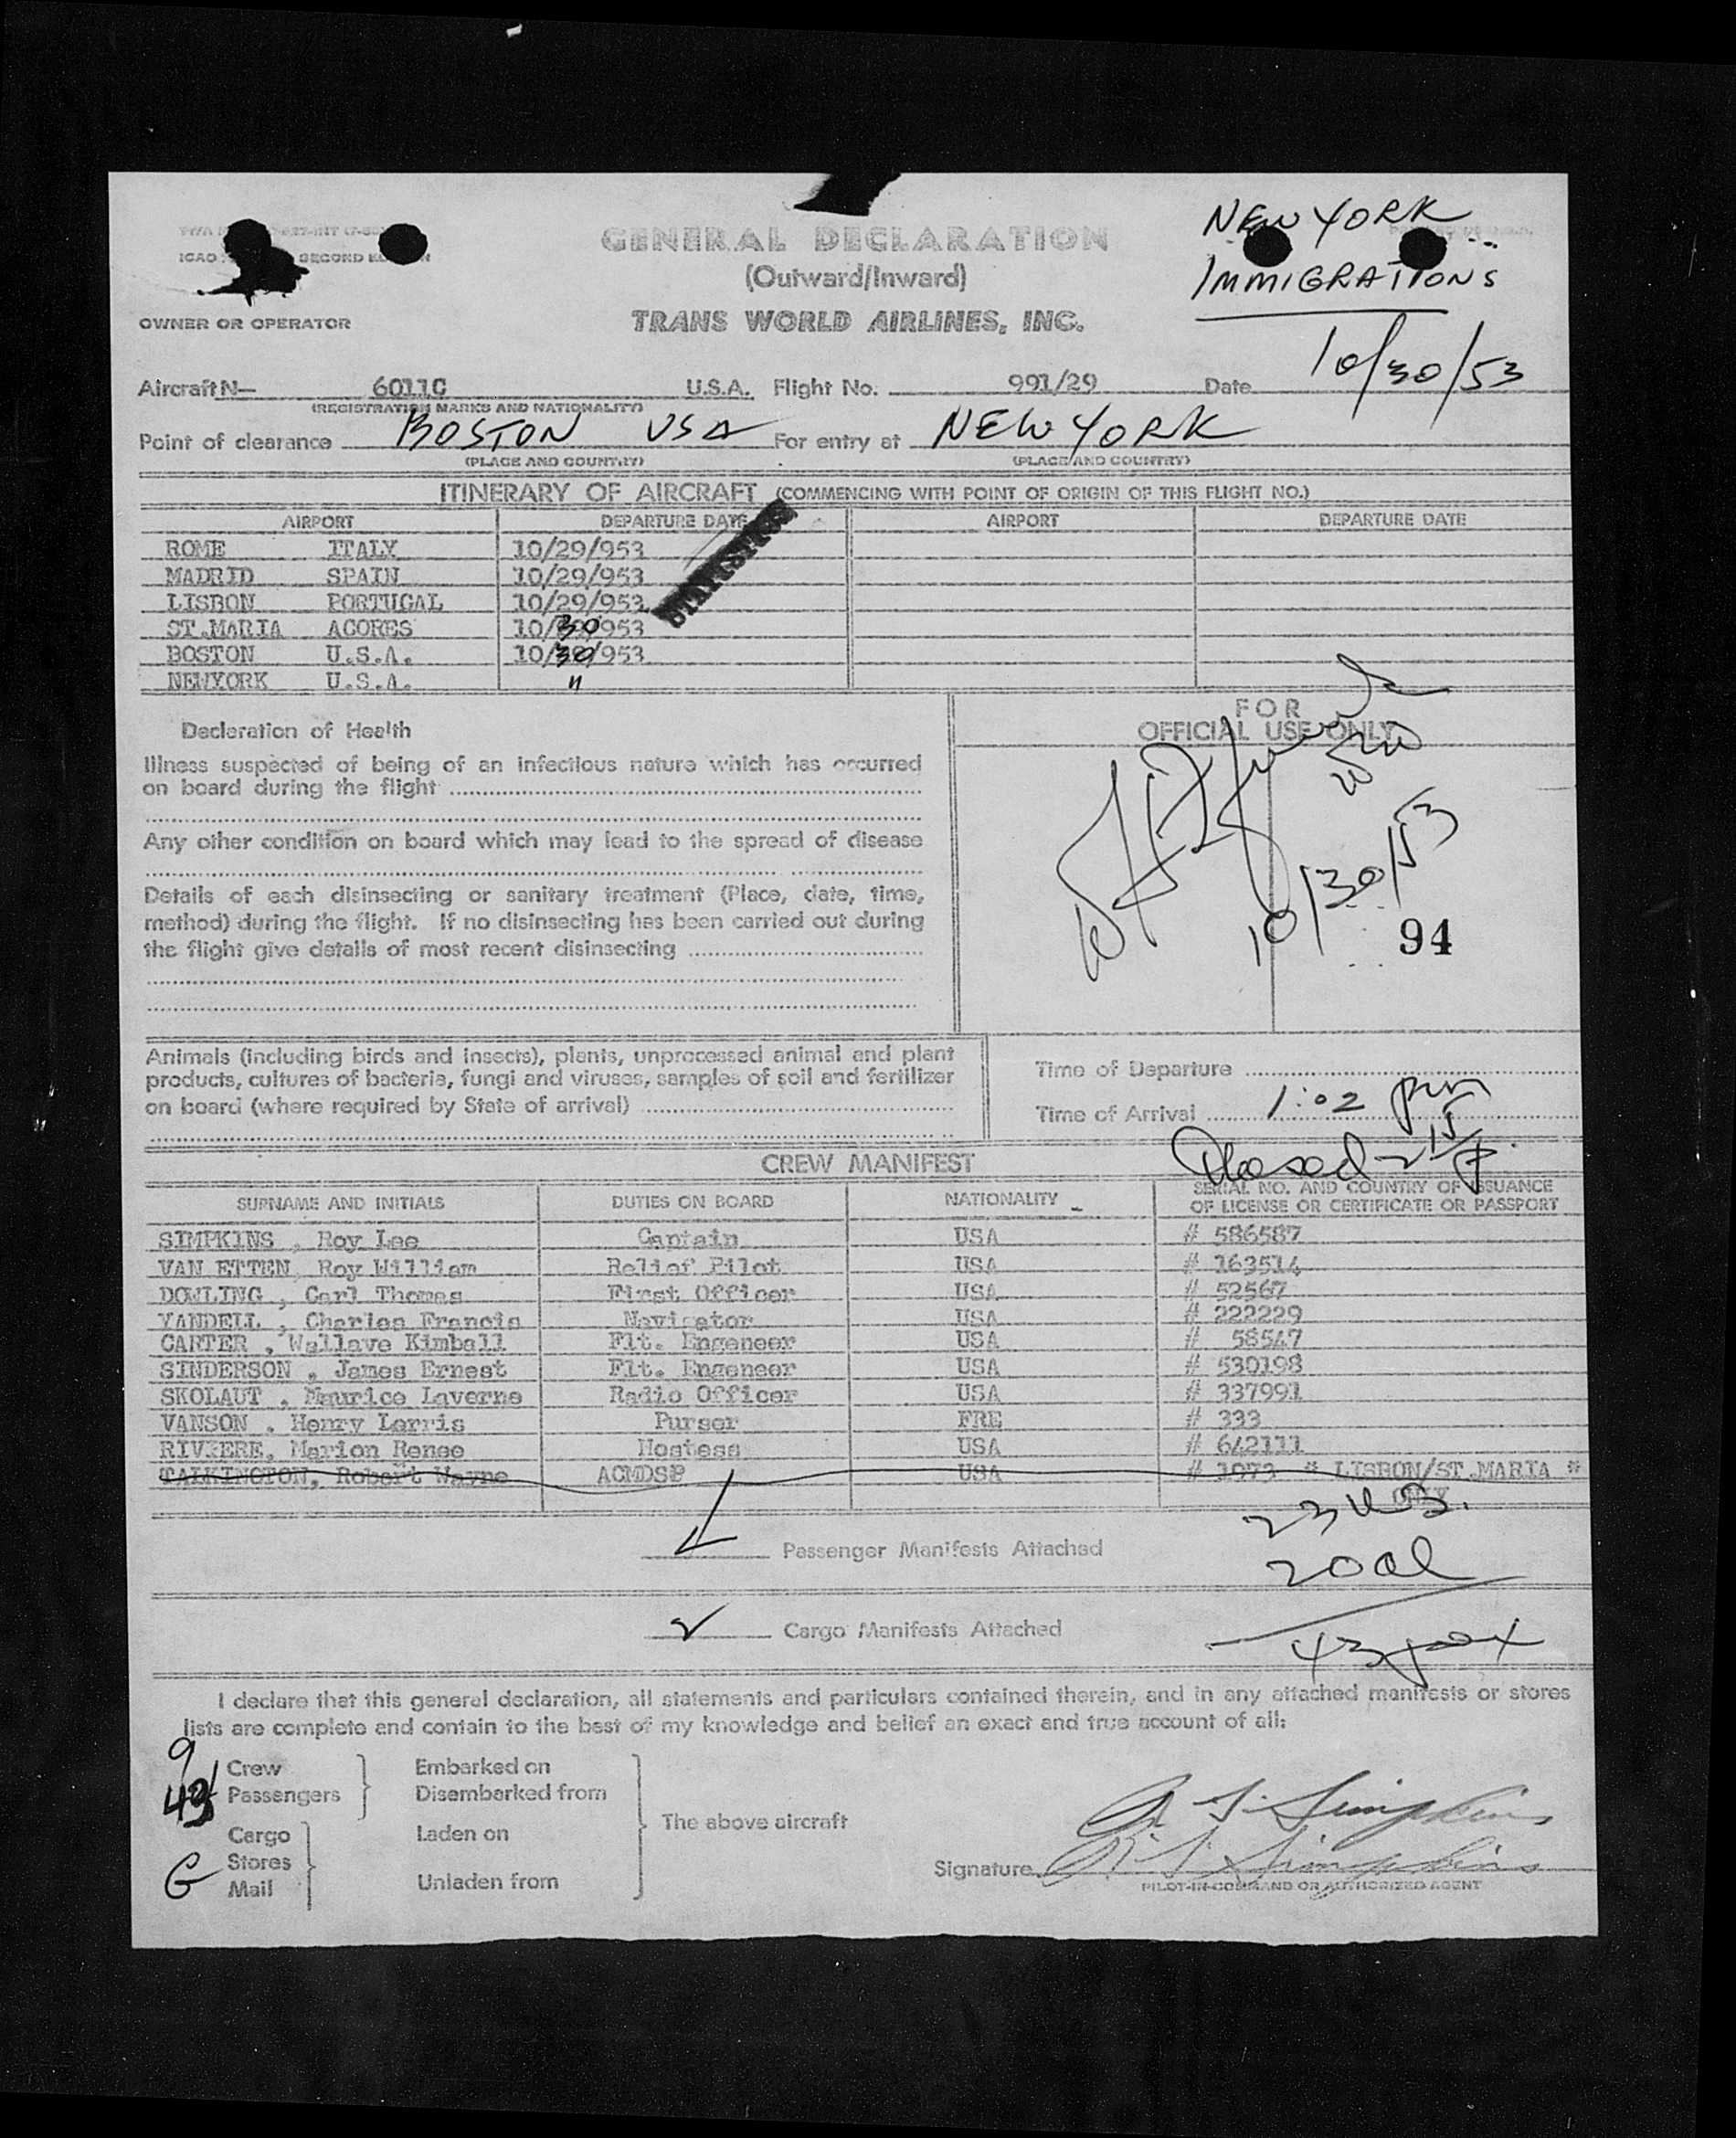 NEW YORK
IMMIGRATIONS
ICAO SECOND
GENERAL DECLARATION
(Outward/Inward)
OWNER OR OPERATOR
TRANS WORLD AIRLINES, INC.
10/30/53
Aircraft N— 6011C U.S.A. Flight No. 991/29 Date
(REGISTRATION MARKS AND NATIONALITY)
Point of clearance BOSTON USA For entry at NEW YORK
(PLACE AND COUNTRY) (PLACE AND COUNTRY)
ITINERARY OF AIRCRAFT (COMMENCING WITH POINT OF ORIGIN OF THIS FLIGHT NO.)
AIRPORT DEPARTURE DATE AIRPORT DEPARTURE DATE
ROME ITALY 10/29/953
MADRID SPAIN 10/29/953
LISBON PORTUGAL 10/29/953
ST.MARIA ACORES 10/30/953
BOSTON U.S.A. 10/30/953
NEWYORK U.S.A. "
FOR
OFFICIAL USE ONLY
Declaration of Health
Illness suspected of being of an infectious nature which has occurred
on board during the flight
Any other condition on board which may lead to the spread of disease
Details of each disinsecting or sanitary treatment (Place, date, time,
method) during the flight. If no disinsecting has been carried out during
the flight give details of most recent disinsecting
10/30/53
94
Animals (including birds and insects), plants, unprocessed animal and plant
products, cultures of bacteria, fungi and viruses, samples of soil and fertilizer
on board (where required by State of arrival)
Time of Departure
Time of Arrival 1:02 pm
CREW MANIFEST
SURNAME AND INITIALS DUTIES ON BOARD NATIONALITY SERIAL NO. AND COUNTRY OF ISSUANCE
OF LICENSE OR CERTIFICATE OR PASSPORT
SIMPKINS , Roy Lee Captain USA # 586587
VAN ETTEN, Roy William Relief Pilot USA # 163514
DOWLING , Carl Thomas First Officer USA # 52567
YANDELL , Charles Francis Navigator USA # 222229
CARTER , Wallave Kimball Flt. Engeneer USA # 58547
SINDERSON , James Ernest Flt. Engeneer USA # 530198
SKOLAUT , Maurice Laverne Radio Officer USA # 337991
VANSON , Henry Larris Purser FRE # 333
RIVIERE, Marion Renee Hostess USA # 642111
TALKINGTON, Robert Wayne ACMDSP USA # 1073 # LISBON/ST.MARIA #
ONLY
23 US.
Passenger Manifests Attached
20 al
Cargo Manifests Attached
43
I declare that this general declaration, all statements and particulars contained therein, and in any attached manifests or stores
lists are complete and contain to the best of my knowledge and belief an exact and true account of all:
9 Crew
43 Passengers
Embarked on
Disembarked from
Cargo
Stores
G Mail
Laden on
Unladen from
The above aircraft
R L Simpkins
Signature R. L. Simpkins
PILOT-IN-COMMAND OR AUTHORIZED AGENT